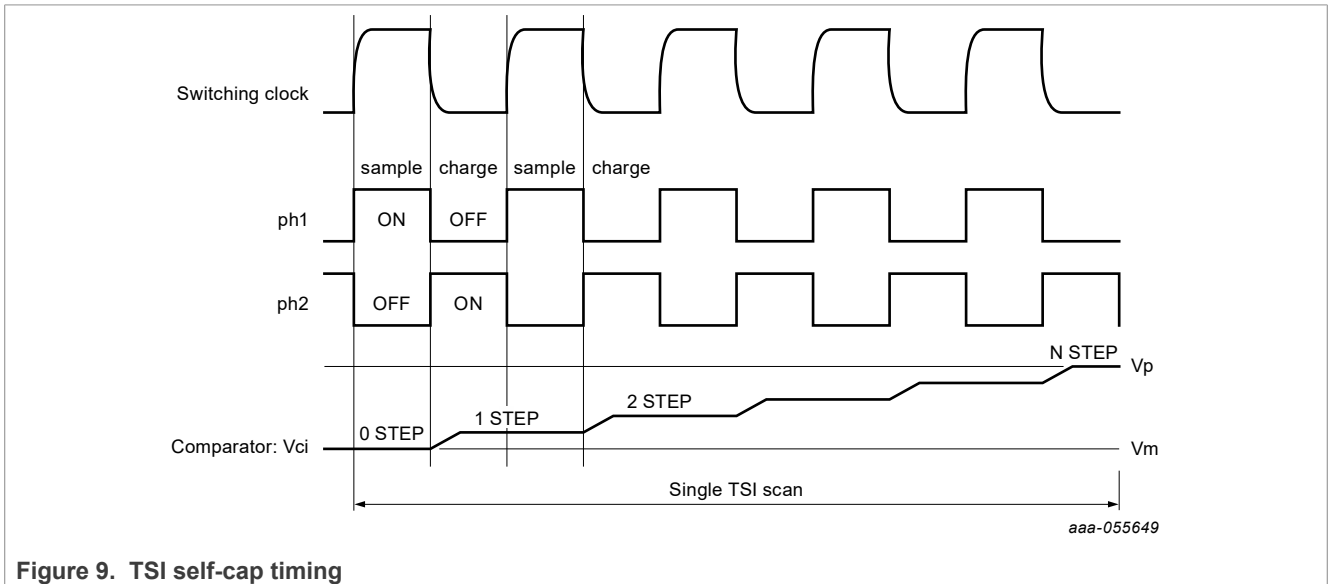 Switching clock
sample charge sample charge
ph1 ON OFF
ph2 OFF ON
N STEP Vp
2 STEP
1 STEP
0 STEP
Comparator: Vci Vm
Single TSI scan
aaa-055649
Figure 9. TSI self-cap timing